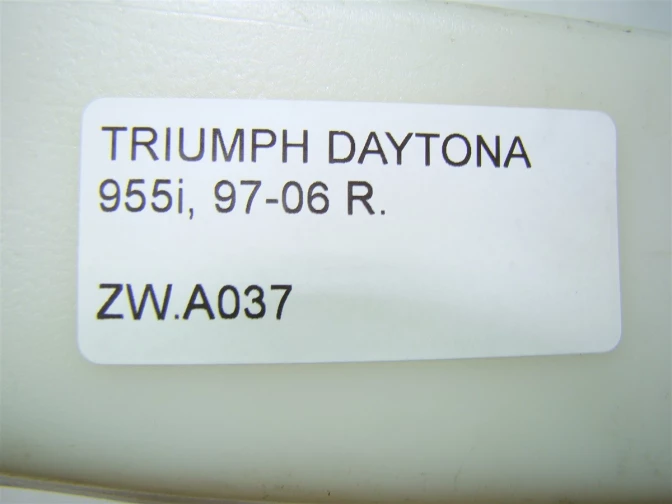 TRIUMPH DAYTONA
955i, 97-06 R.
ZW.A037